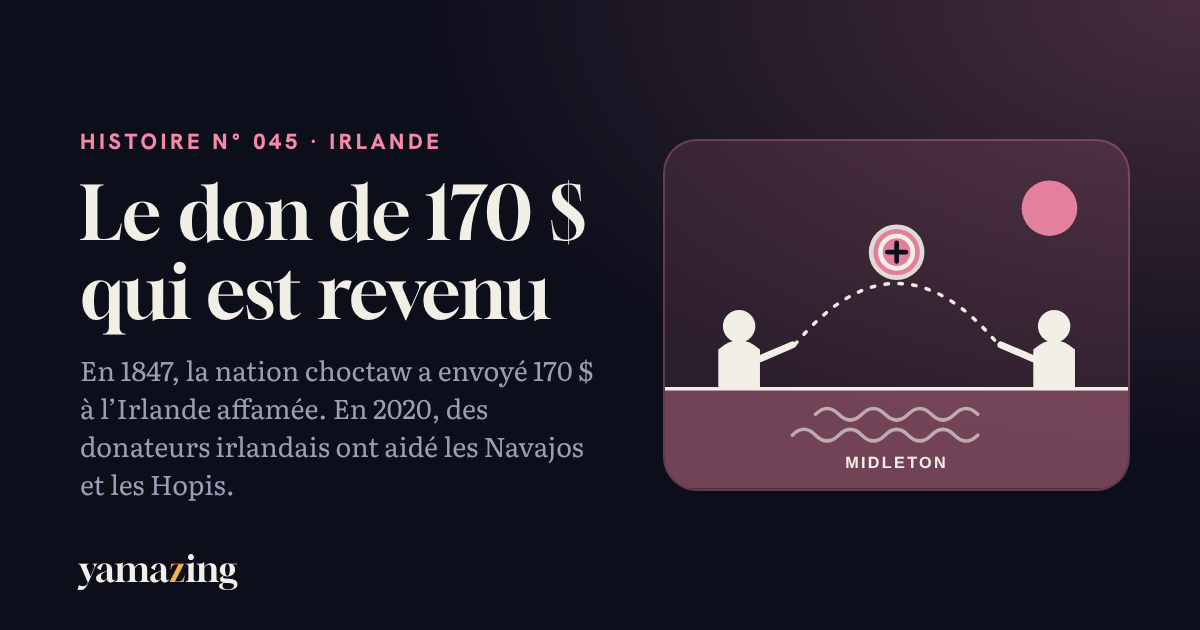 HISTOIRE N° 045 · IRLANDE
Le don de 170 $
qui est revenu
En 1847, la nation choctaw a envoyé 170 $
à l’Irlande affamée. En 2020, des
donateurs irlandais ont aidé les Navajos
et les Hopis.
MIDLETON
yamazing